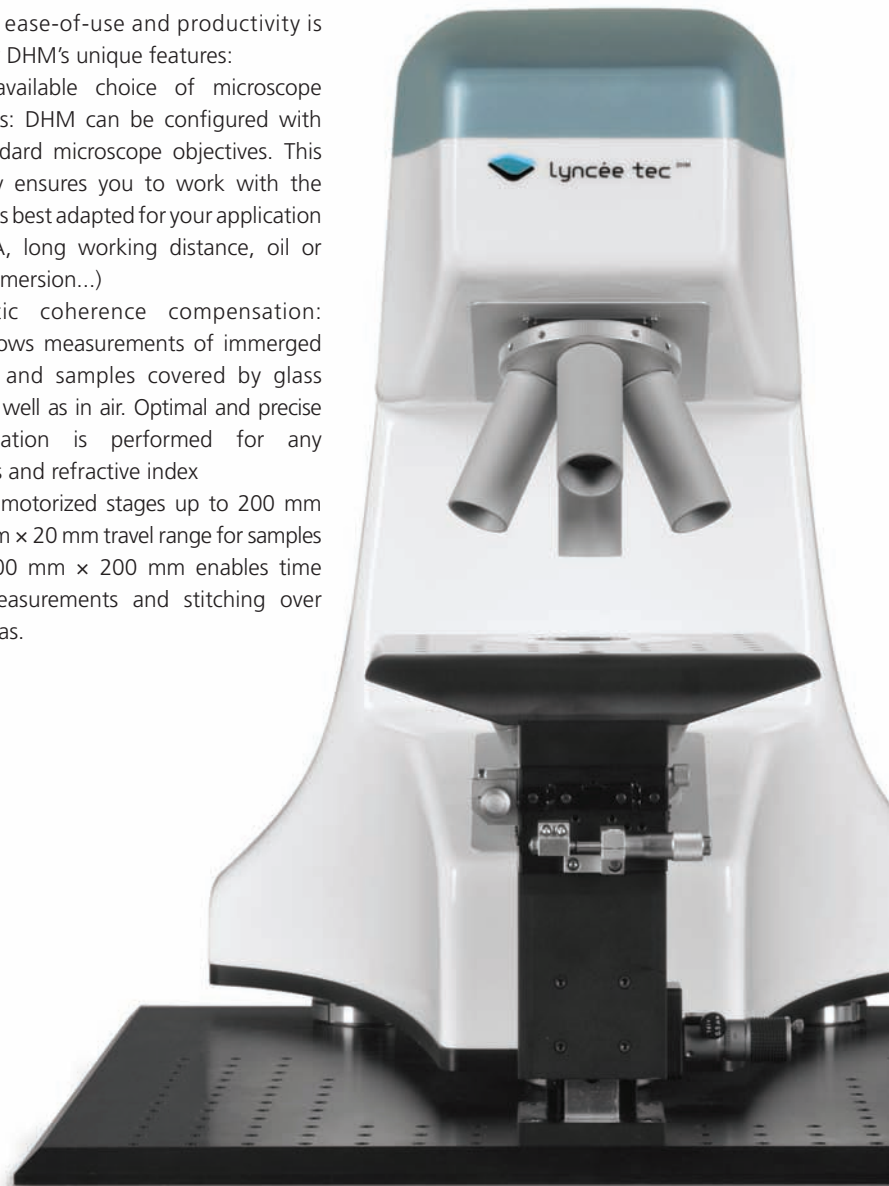 ease-of-use and productivity is
DHM’s unique features:
available choice of microscope
s: DHM can be configured with
dard microscope objectives. This
y ensures you to work with the
s best adapted for your application
A, long working distance, oil or
mersion...)
ic coherence compensation:
ows measurements of immerged
and samples covered by glass
well as in air. Optimal and precise
ation is performed for any
s and refractive index
motorized stages up to 200 mm
m × 20 mm travel range for samples
00 mm × 200 mm enables time
easurements and stitching over
as.
lyncée tec DHM